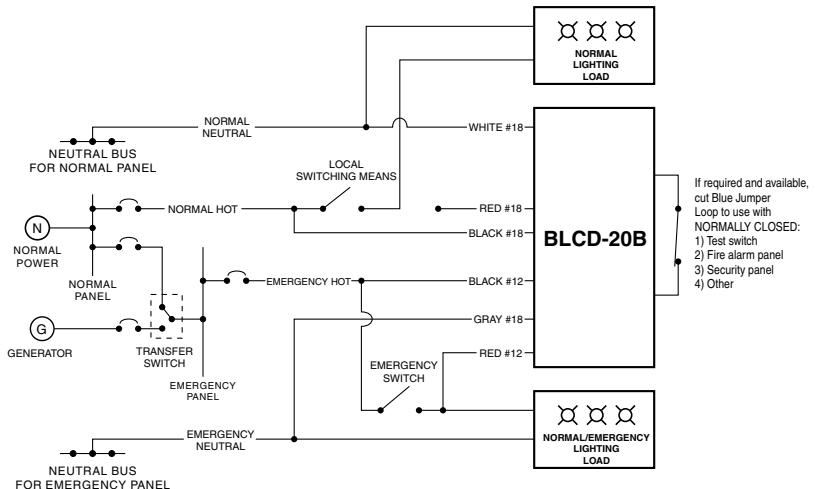 NORMAL
LIGHTING
LOAD
NORMAL
NEUTRAL
WHITE #18
NEUTRAL BUS
FOR NORMAL PANEL
LOCAL
SWITCHING MEANS
NORMAL HOT
RED #18
BLACK #18
N
NORMAL
POWER
NORMAL
PANEL
BLCD-20B
If required and available,
cut Blue Jumper
Loop to use with
NORMALLY CLOSED:
1) Test switch
2) Fire alarm panel
3) Security panel
4) Other
EMERGENCY HOT
BLACK #12
GRAY #18
G
GENERATOR
TRANSFER
SWITCH
RED #12
EMERGENCY
SWITCH
EMERGENCY
PANEL
EMERGENCY
NEUTRAL
NORMAL/EMERGENCY
LIGHTING
LOAD
NEUTRAL BUS
FOR EMERGENCY PANEL